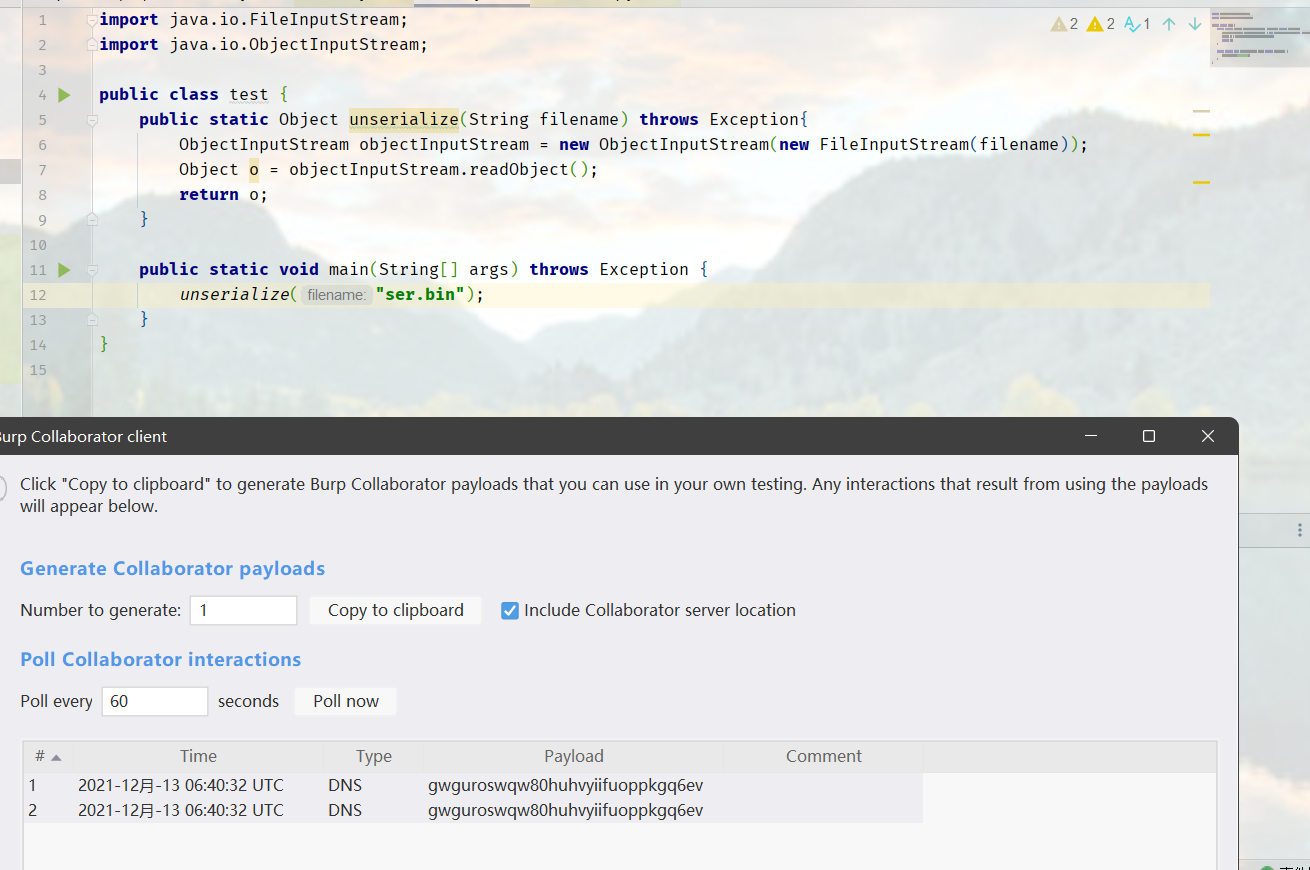 1 import java.io.FileInputStream;
2 import java.io.ObjectInputStream;
3
4 public class test {
5 public static Object unserialize(String filename) throws Exception{
6 ObjectInputStream objectInputStream = new ObjectInputStream(new FileInputStream(filename));
7 Object o = objectInputStream.readObject();
8 return o;
9 }
10
11 public static void main(String[] args) throws Exception {
12 unserialize( filename: "ser.bin");
13 }
14 }
15
2 2 1
Burp Collaborator client
Click "Copy to clipboard" to generate Burp Collaborator payloads that you can use in your own testing. Any interactions that result from using the payloads
will appear below.
Generate Collaborator payloads
Number to generate: 1 Copy to clipboard Include Collaborator server location
Poll Collaborator interactions
Poll every 60 seconds Poll now
# Time Type Payload Comment
1 2021-12月-13 06:40:32 UTC DNS gwguroswqw80huhvyiifuoppkgq6ev
2 2021-12月-13 06:40:32 UTC DNS gwguroswqw80huhvyiifuoppkgq6ev